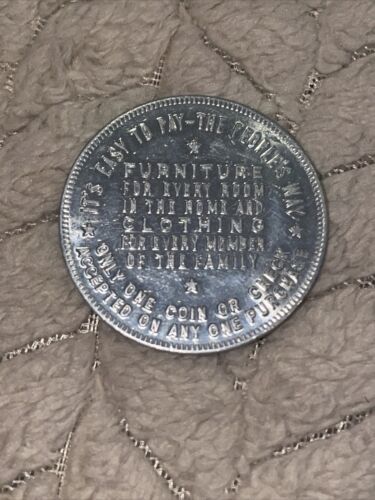 IT'S EASY TO PAY-THE PEOPLE'S WAY
FURNITURE
FOR EVERY ROOM
IN THE HOME AND
CLOTHING
FOR EVERY MEMBER
OF THE FAMILY
ONLY ONE COIN OR CHECK
ACCEPTED ON ANY ONE PURCHASE